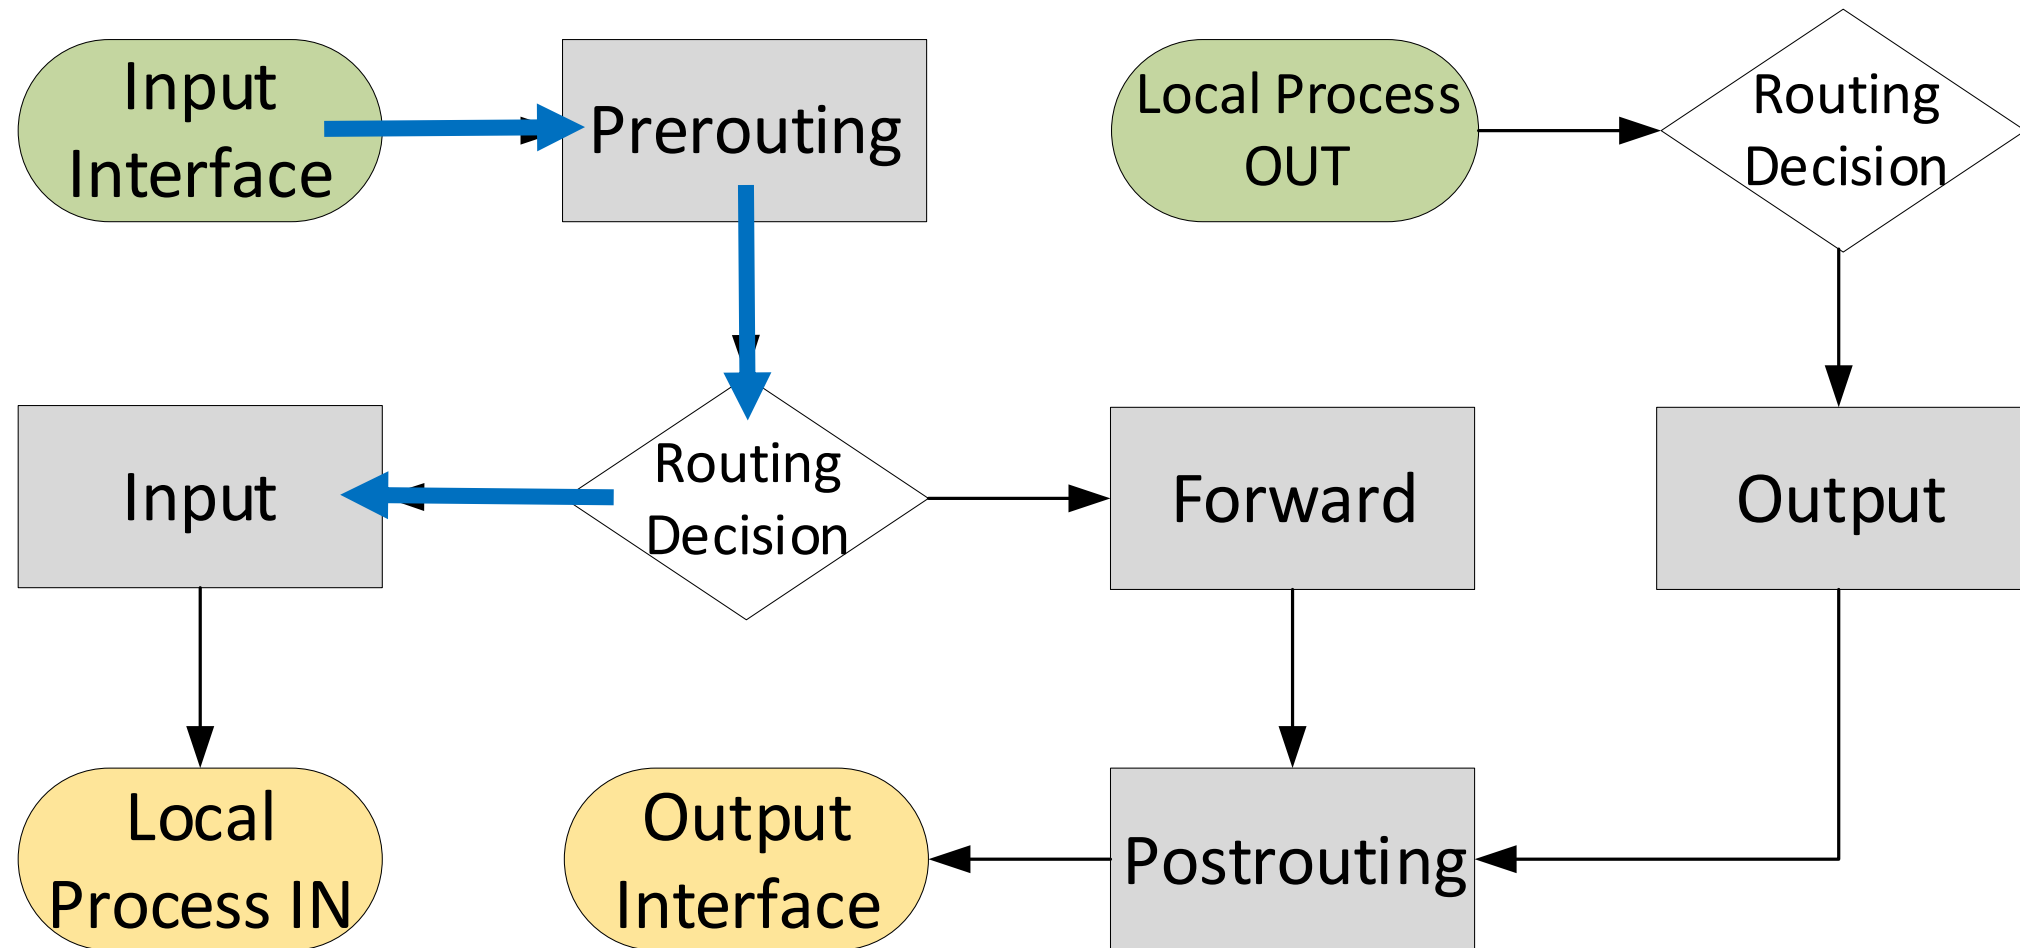 Input
Interface
Prerouting
Local Process
OUT
Routing
Decision
Input
Routing
Decision
Forward
Output
Local
Process IN
Output
Interface
Postrouting